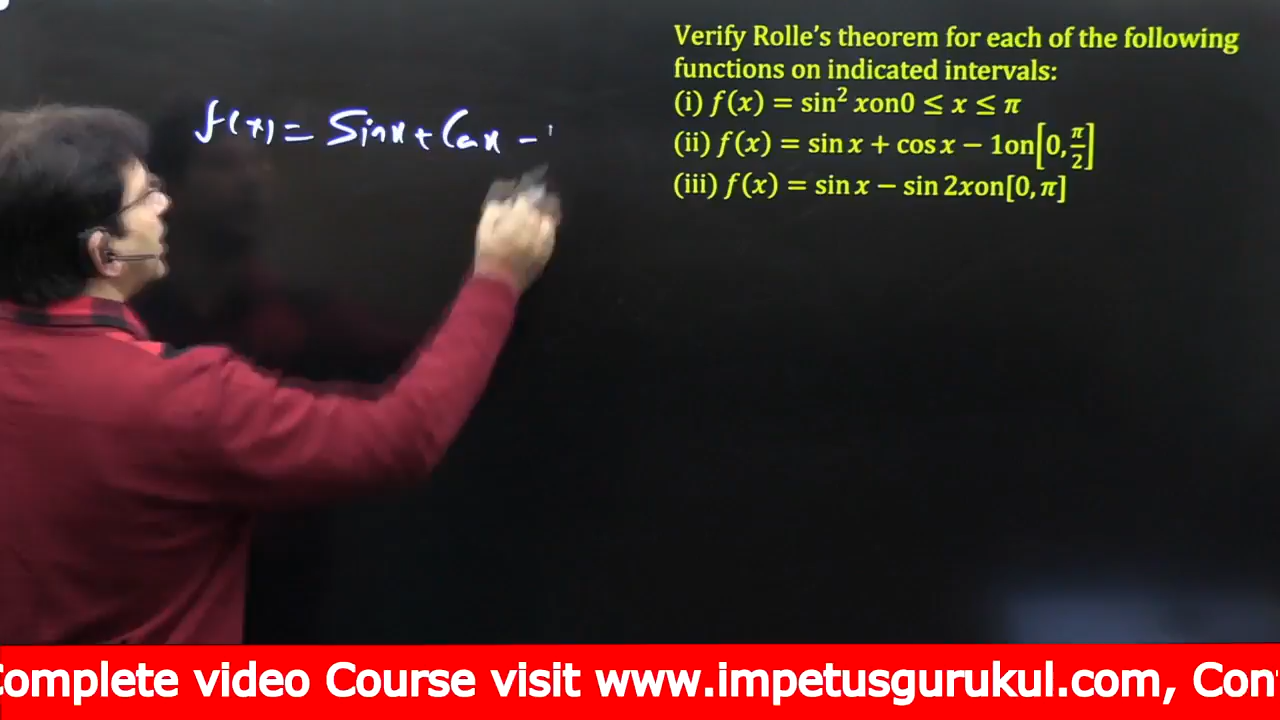 f(x) = Sinx + Cosx -
Verify Rolle's theorem for each of the following
functions on indicated intervals:
(i) f(x) = sin² xon0 ≤ x ≤ π
(ii) f(x) = sin x + cos x − 1on[0, π/2]
(iii) f(x) = sin x − sin 2xon[0, π]
Complete video Course visit www.impetusgurukul.com, Con